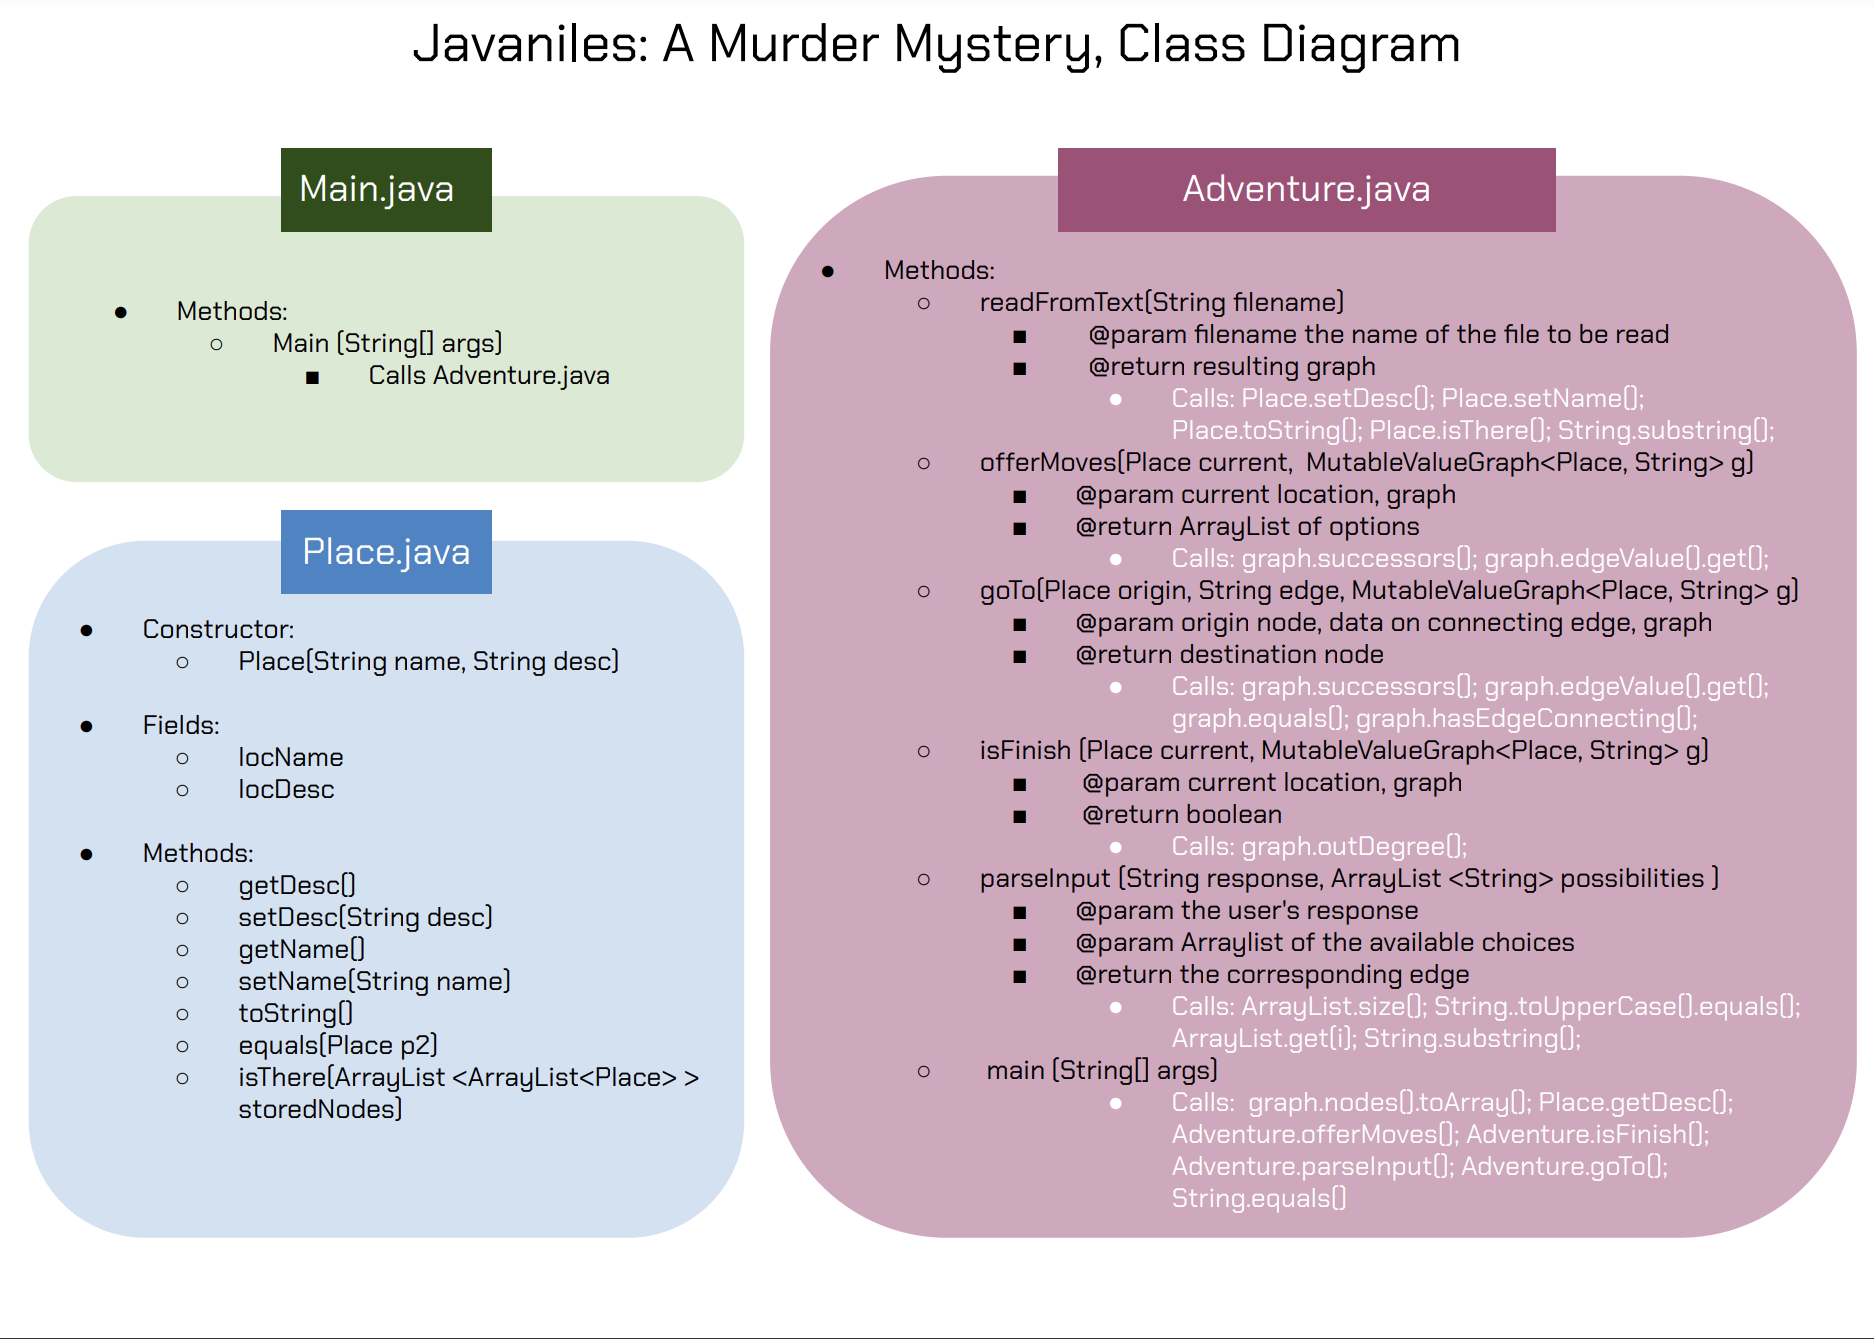 Javaniles: A Murder Mystery, Class Diagram
Main.java
● Methods:
○ Main (String[] args)
■ Calls Adventure.java
Place.java
● Constructor:
○ Place(String name, String desc)
● Fields:
○ locName
○ locDesc
● Methods:
○ getDesc()
○ setDesc(String desc)
○ getName()
○ setName(String name)
○ toString()
○ equals(Place p2)
○ isThere(ArrayList <ArrayList<Place> >
storedNodes)
Adventure.java
● Methods:
○ readFromText(String filename)
■ @param filename the name of the file to be read
■ @return resulting graph
● Calls: Place.setDesc(); Place.setName();
Place.toString(); Place.isThere(); String.substring();
○ offerMoves(Place current, MutableValueGraph<Place, String> g)
■ @param current location, graph
■ @return ArrayList of options
● Calls: graph.successors(); graph.edgeValue().get();
○ goTo(Place origin, String edge, MutableValueGraph<Place, String> g)
■ @param origin node, data on connecting edge, graph
■ @return destination node
● Calls: graph.successors(); graph.edgeValue().get();
graph.equals(); graph.hasEdgeConnecting();
○ isFinish (Place current, MutableValueGraph<Place, String> g)
■ @param current location, graph
■ @return boolean
● Calls: graph.outDegree();
○ parseInput (String response, ArrayList <String> possibilities )
■ @param the user's response
■ @param Arraylist of the available choices
■ @return the corresponding edge
● Calls: ArrayList.size(); String..toUpperCase().equals();
ArrayList.get(i); String.substring();
○ main (String[] args)
● Calls: graph.nodes().toArray(); Place.getDesc();
Adventure.offerMoves(); Adventure.isFinish();
Adventure.parseInput(); Adventure.goTo();
String.equals()